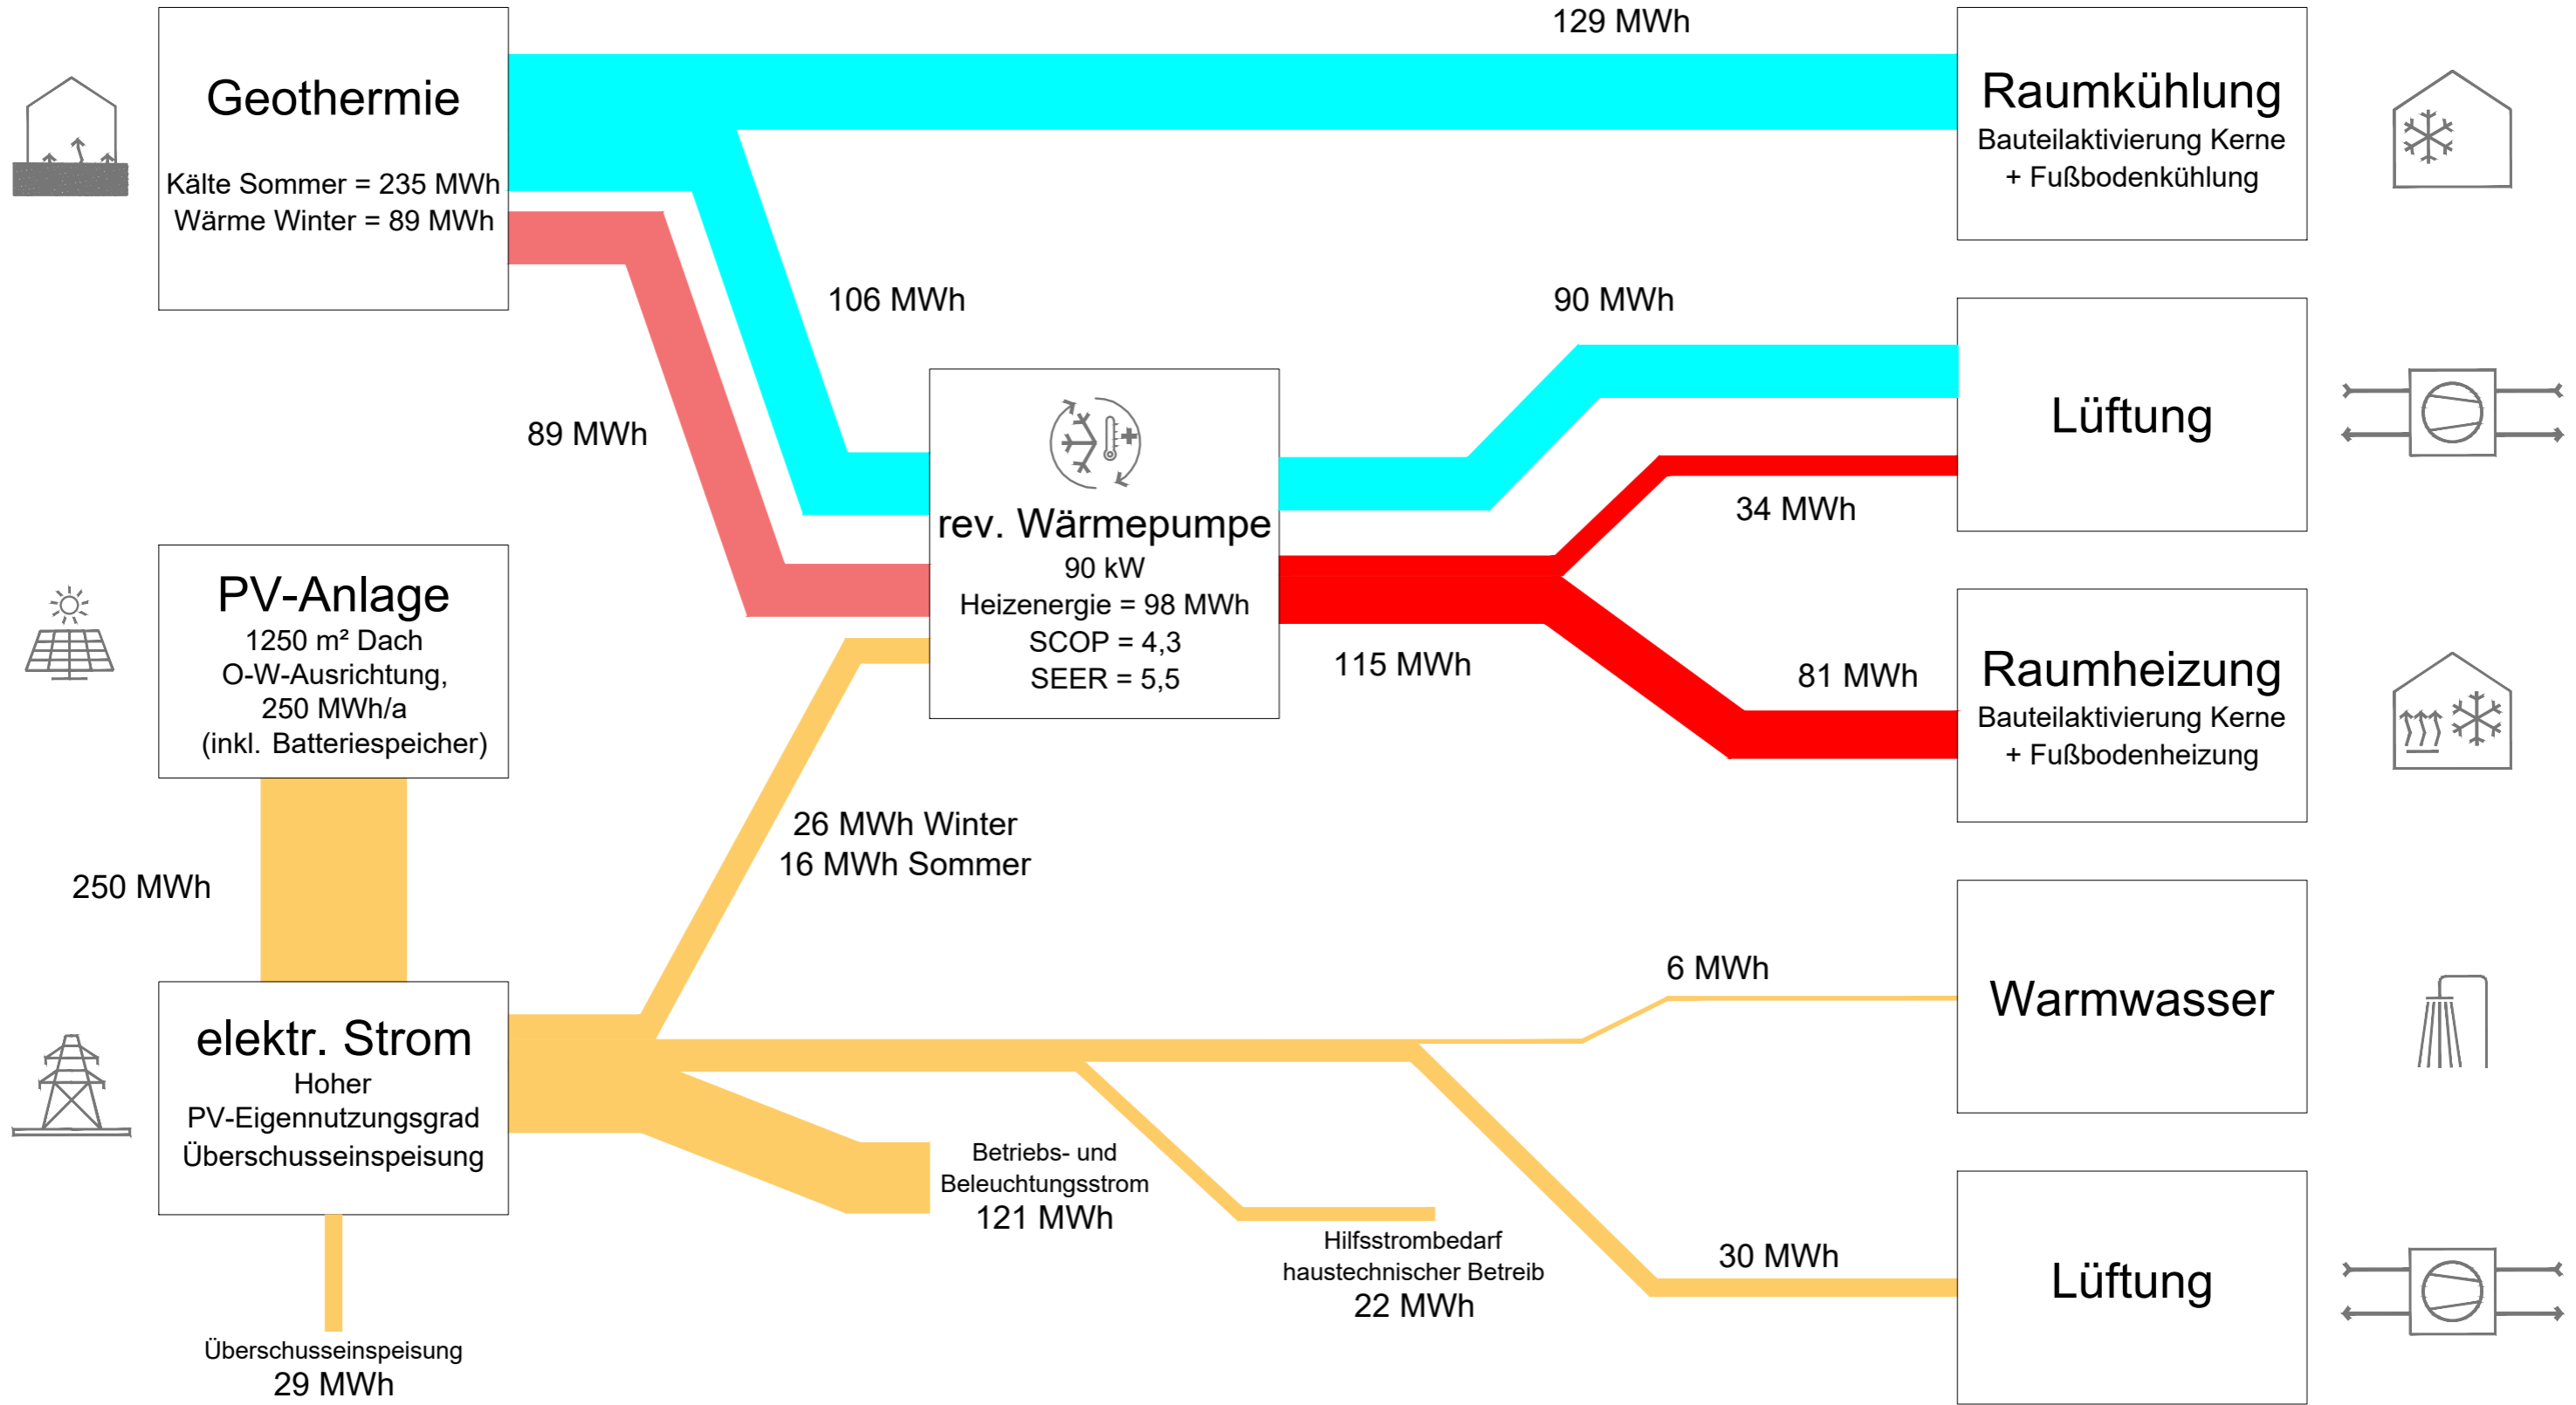 129 MWh
Geothermie
Kälte Sommer = 235 MWh
Wärme Winter = 89 MWh
Raumkühlung
Bauteilaktivierung Kerne
+ Fußbodenkühlung
106 MWh
90 MWh
89 MWh
Lüftung
34 MWh
rev. Wärmepumpe
90 kW
Heizenergie = 98 MWh
SCOP = 4,3
SEER = 5,5
PV-Anlage
1250 m² Dach
O-W-Ausrichtung,
250 MWh/a
(inkl. Batteriespeicher)
115 MWh
81 MWh
Raumheizung
Bauteilaktivierung Kerne
+ Fußbodenheizung
26 MWh Winter
16 MWh Sommer
250 MWh
6 MWh
Warmwasser
elektr. Strom
Hoher
PV-Eigennutzungsgrad
Überschusseinspeisung
Betriebs- und
Beleuchtungsstrom
121 MWh
Hilfsstrombedarf
haustechnischer Betreib
22 MWh
30 MWh
Lüftung
Überschusseinspeisung
29 MWh